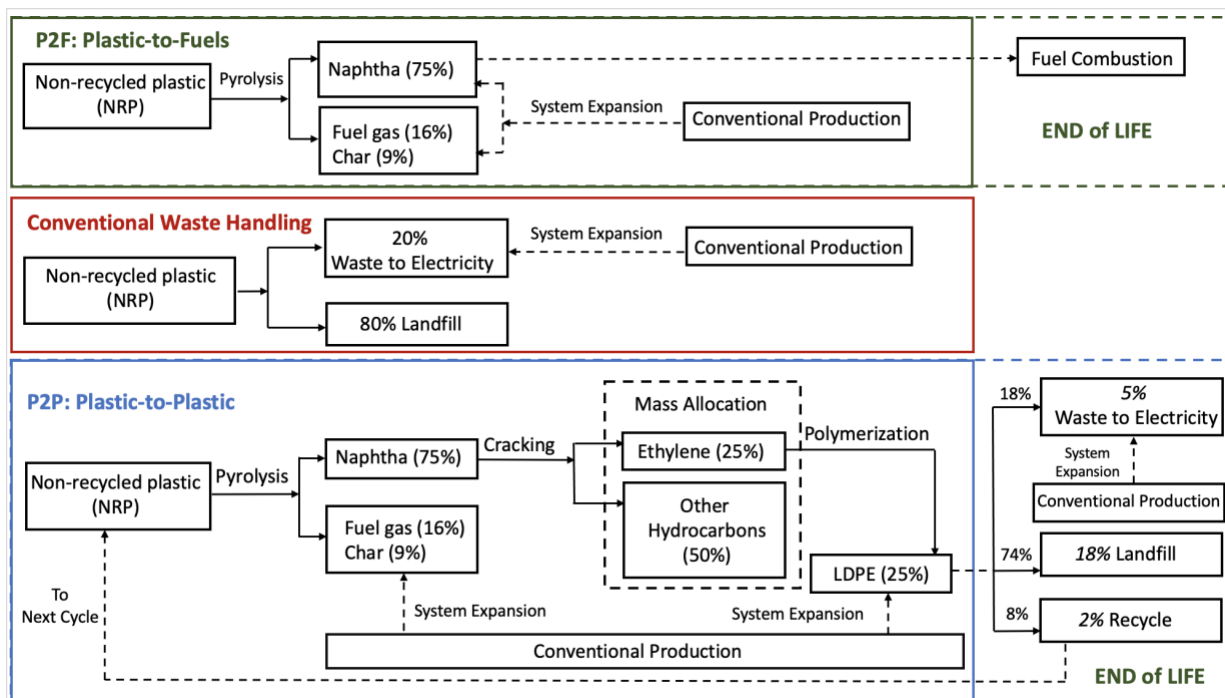 P2F: Plastic-to-Fuels
Non-recycled plastic
(NRP)
Pyrolysis
Naphtha (75%)
Fuel gas (16%)
Char (9%)
System Expansion
Conventional Production
Fuel Combustion
END of LIFE
Conventional Waste Handling
Non-recycled plastic
(NRP)
20%
Waste to Electricity
80% Landfill
System Expansion
Conventional Production
P2P: Plastic-to-Plastic
Non-recycled plastic
(NRP)
Pyrolysis
Naphtha (75%)
Fuel gas (16%)
Char (9%)
Cracking
Mass Allocation
Ethylene (25%)
Other
Hydrocarbons
(50%)
Polymerization
LDPE (25%)
System Expansion
System Expansion
Conventional Production
To
Next Cycle
18%
5%
Waste to Electricity
System
Expansion
Conventional Production
74%
18% Landfill
8%
2% Recycle
END of LIFE